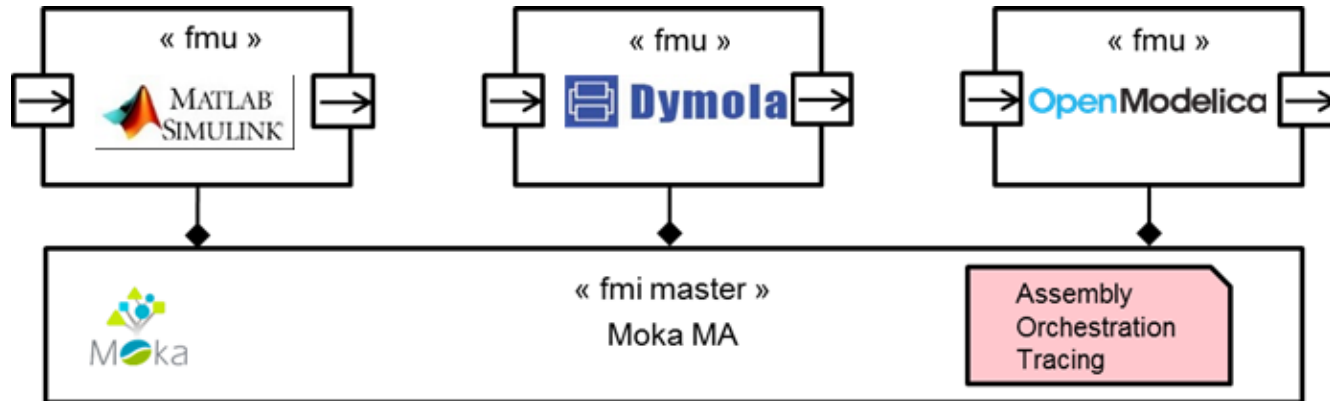 « fmu »
MATLAB
SIMULINK
« fmu »
Dymola
« fmu »
OpenModelica
« fmi master »
Moka MA
Moka
Assembly
Orchestration
Tracing